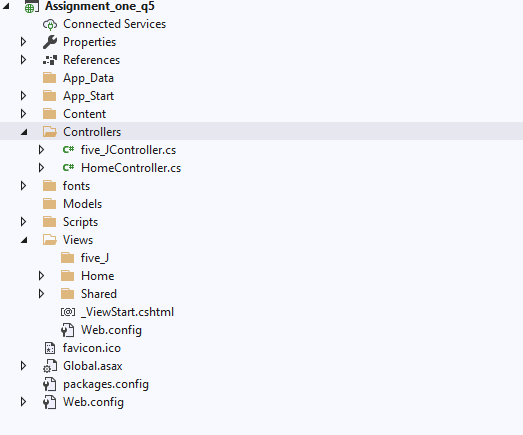 Assignment_one_q5
Connected Services
Properties
References
App_Data
App_Start
Content
Controllers
C# five_JController.cs
C# HomeController.cs
fonts
Models
Scripts
Views
five_J
Home
Shared
[@] _ViewStart.cshtml
Web.config
favicon.ico
Global.asax
packages.config
Web.config